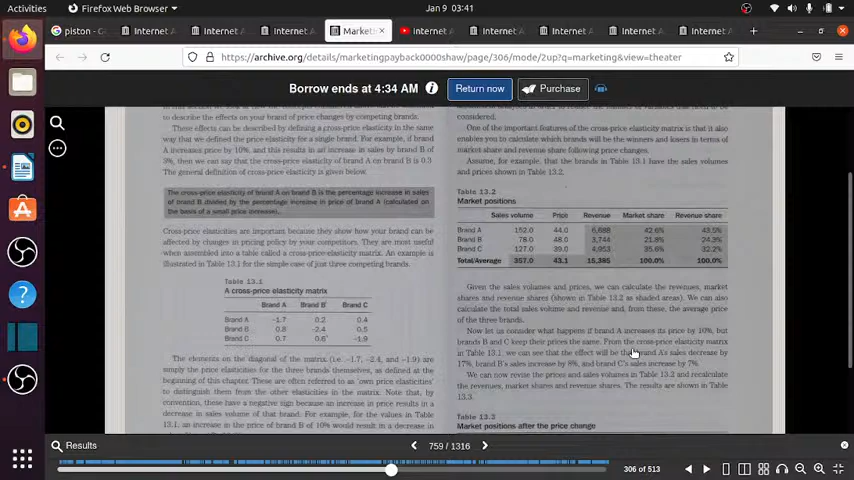 Activities
Firefox Web Browser
Jan 9 03:41
piston -
Internet A
Internet A
Internet A
Market
Internet
Internet A
Internet A
Internet A
https://archive.org/details/marketingpayback0000shaw/page/306/mode/2up?q=marketing&view=theater
Borrow ends at 4:34 AM
Return now
Purchase
to describe the effects on your brand of price changes by competing brands.
These effects can be described by defining a cross-price elasticity in the same
way that we defined the price elasticity for a single brand. For example, if brand
A increases price by 10%, and this results in an increase in sales by brand B of
3%, then we can say that the cross-elasticity of brand A on brand B is 0.3
The general definition of cross-elasticity is given below.
The cross-price elasticity of brand A on brand B is the percentage increase in sales
of brand B divided by the percentage increase in price of brand A (calculated on
the basis of a small price increase).
Cross-price elasticities are important because they show how your brand can be
affected by changes in pricing policy by your competitors. They are most useful
when assembled into a table called a cross-price-elasticity matrix. An example is
illustrated in Table 13.1 for the simple case of just three competing brands.
Table 13.1
A cross-price elasticity matrix
Brand A Brand B Brand C
Brand A -1.7 0.2 0.4
Brand B 0.8 -2.4 0.5
Brand C 0.7 0.6 -1.9
The elements on the diagonal of the matrix (i.e. -1.7, -2.4, and -1.9) are
simply the price elasticities for the three brands themselves, as defined at the
beginning of this chapter. These are often referred to as 'own price elasticities'
to distinguish them from the other elasticities in the matrix. Note that, by
convention, these have a negative sign because an increase in price results in a
decrease in sales volume of that brand. For example, for the values in Table
13.1, an increase in the price of brand B of 10% would result in a decrease in
considered.
One of the important features of the cross-price elasticity matrix is that it also
enables you to calculate which brands will be the winners and losers in terms of
market share and revenue share following price changes.
Assume, for example, that the brands in Table 13.1 have the sales volumes
and prices shown in Table 13.2.
Table 13.2
Market positions
Sales volume Price Revenue Market share Revenue share
Brand A 152.0 44.0 6,688 42.6% 43.5%
Brand B 78.0 48.0 3,744 21.8% 24.3%
Brand C 127.0 39.0 4,953 35.6% 32.2%
Total/Average 357.0 43.1 15,385 100.0% 100.0%
Given the sales volumes and prices, we can calculate the revenues, market
shares and revenue shares (shown in Table 13.2 as shaded areas). We can also
calculate the total sales volume and revenue and, from these, the average price
of the three brands.
Now let us consider what happens if brand A increases its price by 10%, but
brands B and C keep their prices the same. From the cross-price elasticity matrix
in Table 13.1, we can see that the effect will be that brand A's sales decrease by
17%, brand B's sales increase by 8%, and brand C's sales increase by 7%.
We can now revise the prices and sales volumes in Table 13.2 and recalculate
the revenues, market shares and revenue shares. The results are shown in Table
13.3.
Table 13.3
Market positions after the price change
Results
759 / 1316
306 of 513